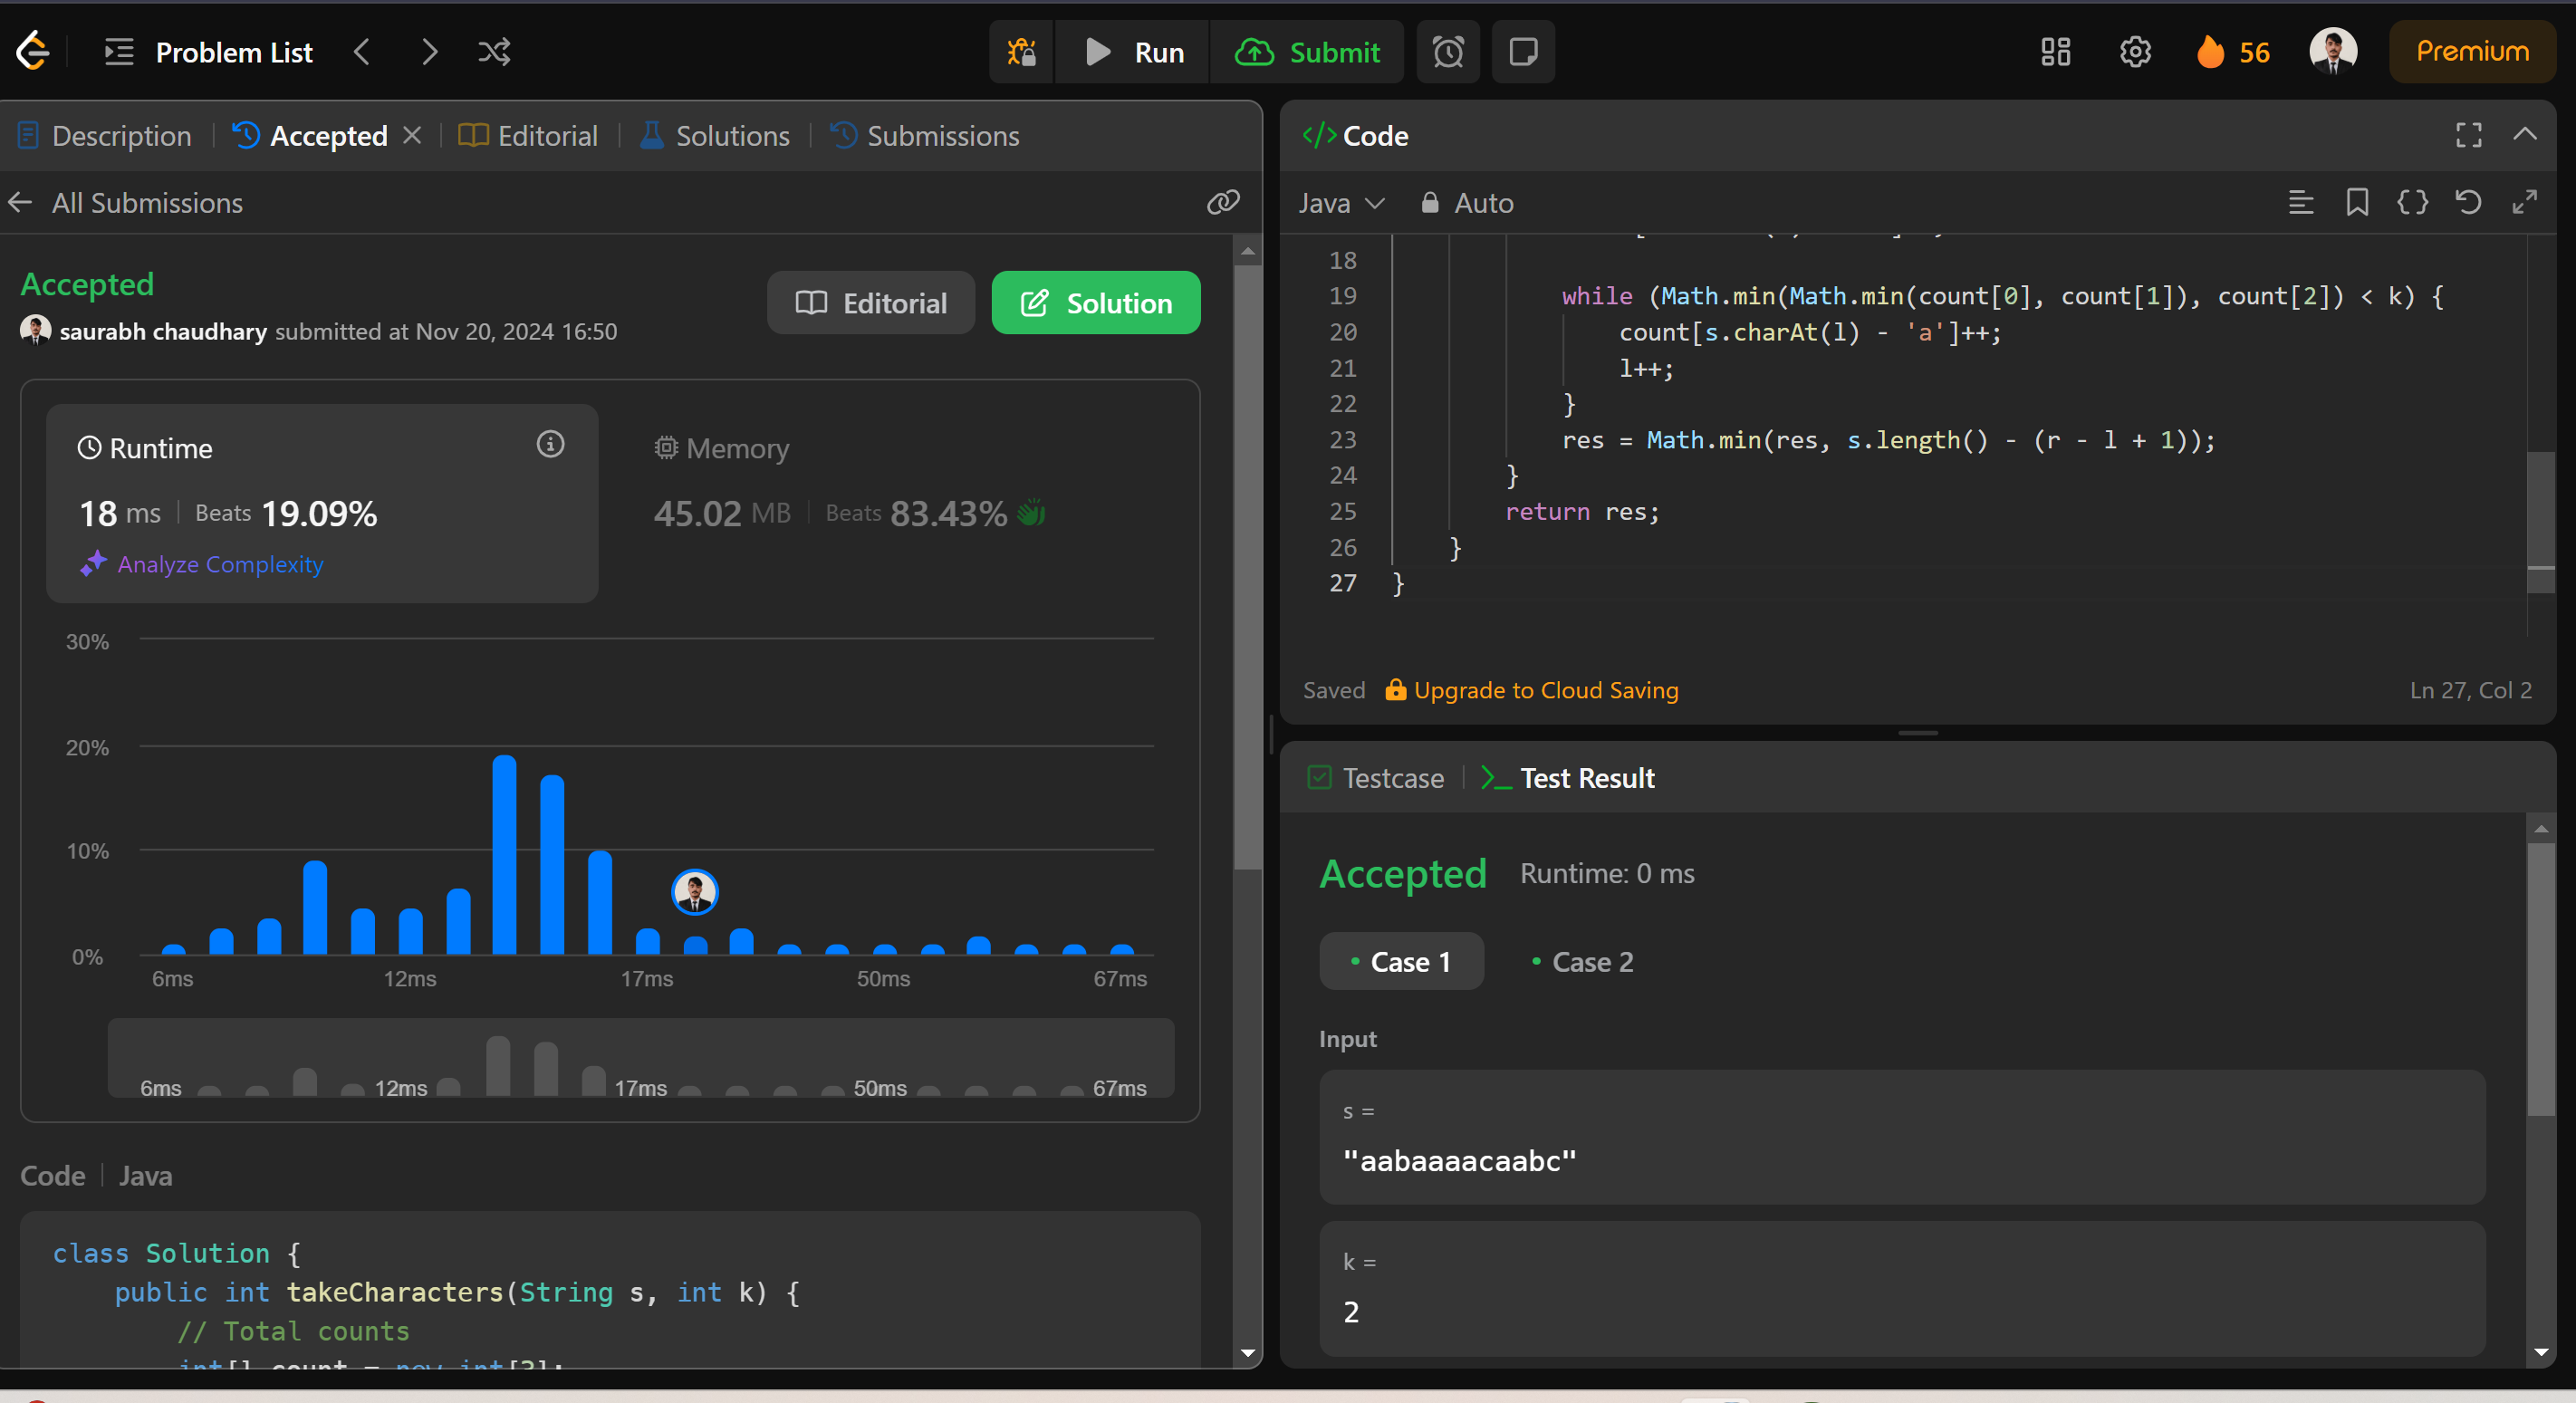 Problem List
Run
Submit
56
Premium
Description
Accepted
Editorial
Solutions
Submissions
All Submissions
Accepted
saurabh chaudhary submitted at Nov 20, 2024 16:50
Editorial
Solution
Runtime
18 ms
Beats 19.09%
Analyze Complexity
Memory
45.02 MB
Beats 83.43%
30%
20%
10%
0%
6ms
12ms
17ms
50ms
67ms
6ms
12ms
17ms
50ms
67ms
Code
Java
class Solution {
public int takeCharacters(String s, int k) {
// Total counts
int[] count = new int[3];
</> Code
Java
Auto
18
19 while (Math.min(Math.min(count[0], count[1]), count[2]) < k) {
20 count[s.charAt(l) - 'a']++;
21 l++;
22 }
23 res = Math.min(res, s.length() - (r - l + 1));
24 }
25 return res;
26 }
27 }
Saved
Upgrade to Cloud Saving
Ln 27, Col 2
Testcase
Test Result
Accepted
Runtime: 0 ms
Case 1
Case 2
Input
s =
"aabaaaacaabc"
k =
2